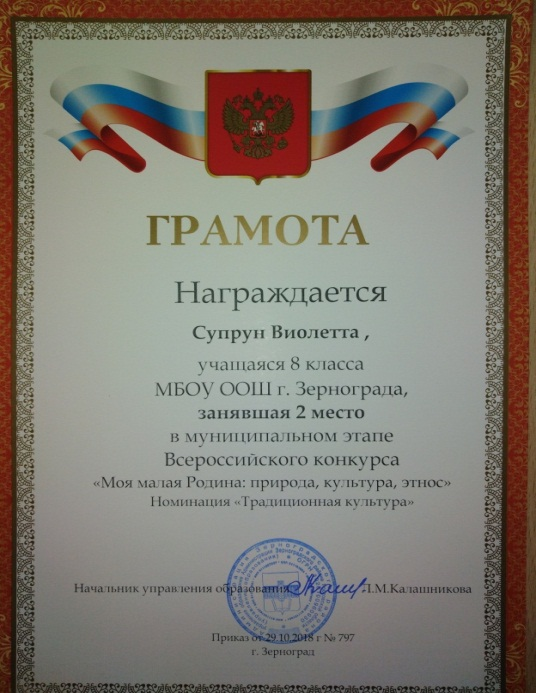 ГРАМОТА
Награждается
Супрун Виолетта ,
учащаяся 8 класса
МБОУ ООШ г. Зернограда,
занявшая 2 место
в муниципальном этапе
Всероссийского конкурса
«Моя малая Родина: природа, культура, этнос»
Номинация «Традиционная культура»
Начальник управления образования Л.М.Калашникова
Приказ от 29.10.2018 г № 797
г. Зерноград